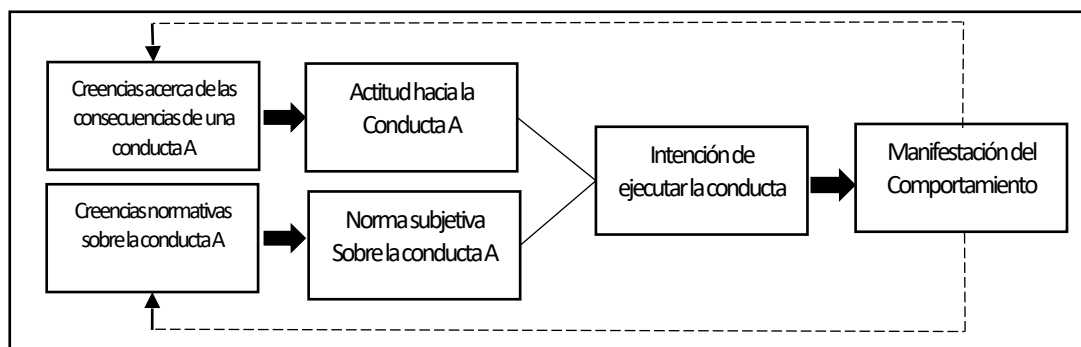 Creencias acerca de las
consecuencias de una
conducta A
Actitud hacia la
Conducta A
Creencias normativas
sobre la conducta A
Norma subjetiva
Sobre la conducta A
Intención de
ejecutar la conducta
Manifestación del
Comportamiento